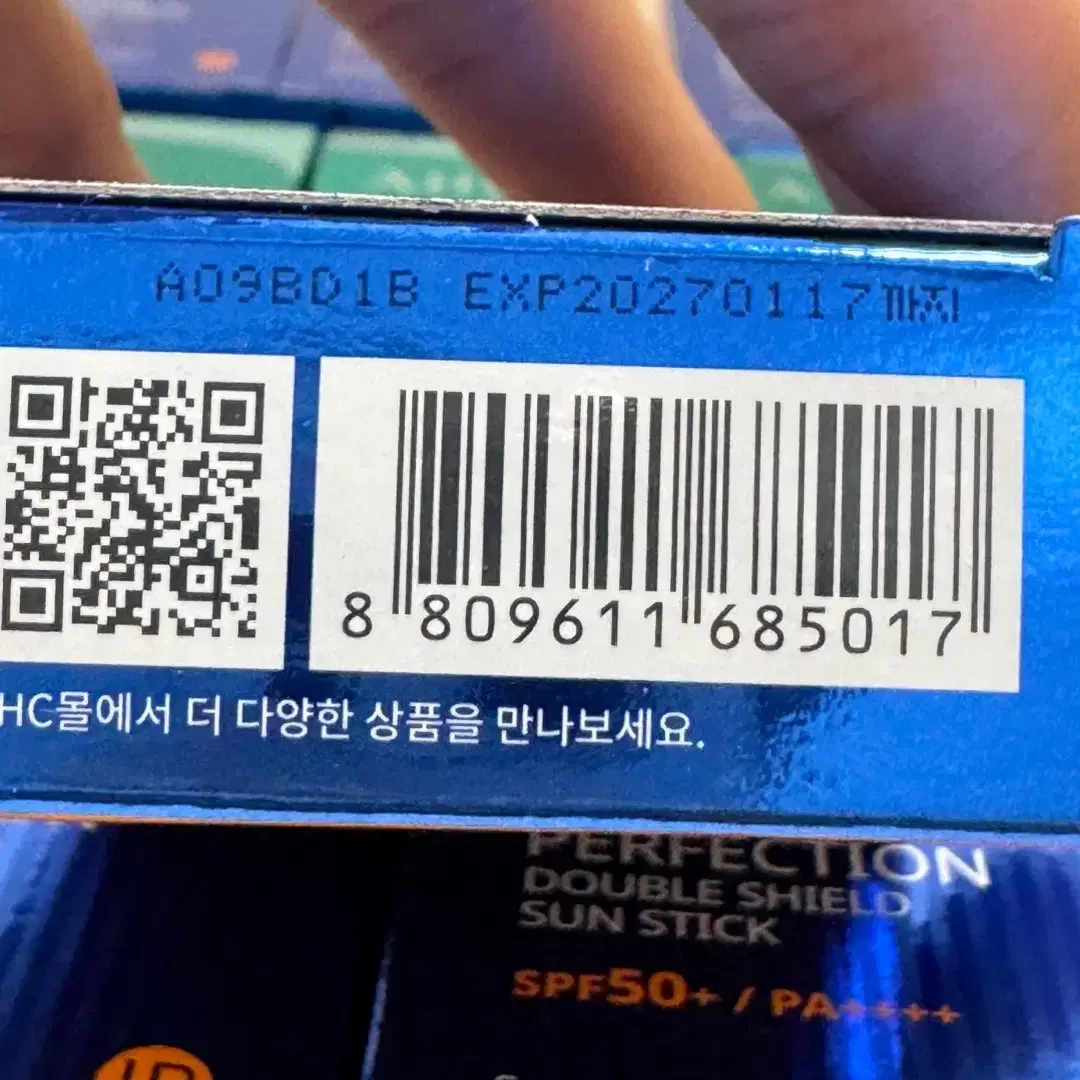 A09BD1B EXP20270117까지
8 809611 685017
HC몰에서 더 다양한 상품을 만나보세요.
PERFECTION
DOUBLE SHIELD
SUN STICK
SPF50+ / PA++++